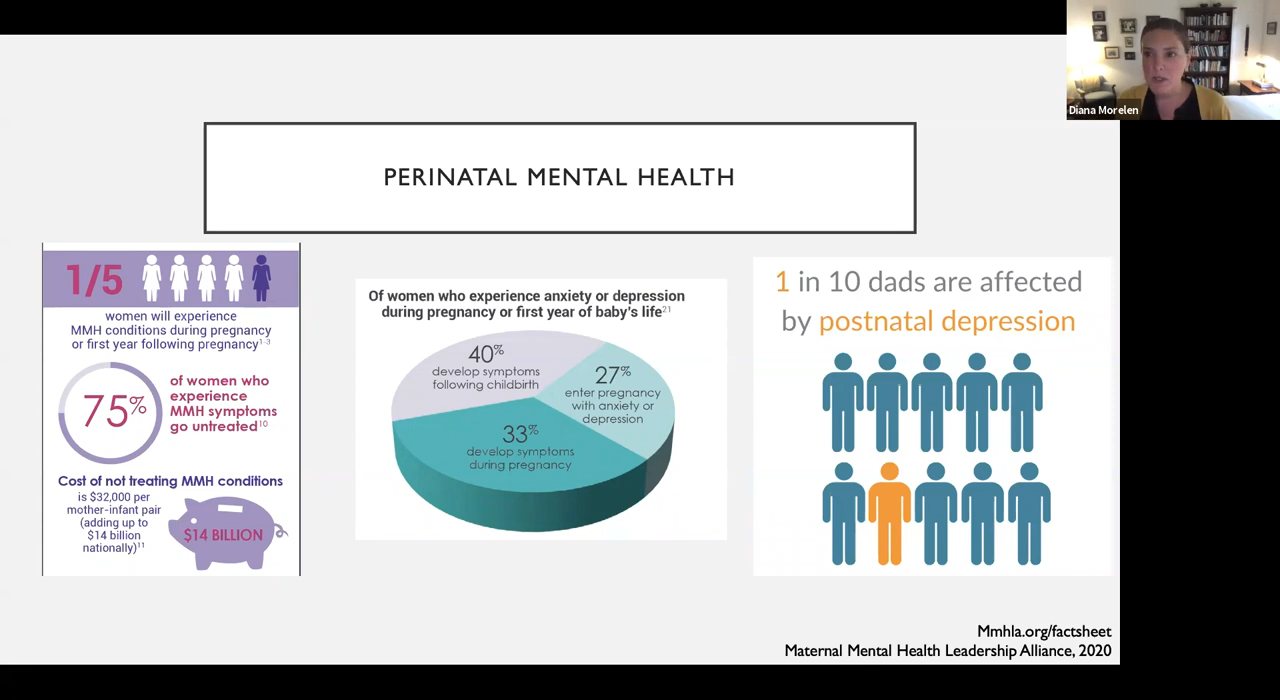 Diana Morelen
PERINATAL MENTAL HEALTH
1/5
women will experience
MMH conditions during pregnancy
or first year following pregnancy1-3
75%
of women who
experience
MMH symptoms
go untreated10
Cost of not treating MMH conditions
is $32,000 per
mother-infant pair
(adding up to
$14 billion
nationally)11
$14 BILLION
Of women who experience anxiety or depression
during pregnancy or first year of baby's life21
40%
develop symptoms
following childbirth
27%
enter pregnancy
with anxiety or
depression
33%
develop symptoms
during pregnancy
1 in 10 dads are affected
by postnatal depression
Mmhla.org/factsheet
Maternal Mental Health Leadership Alliance, 2020